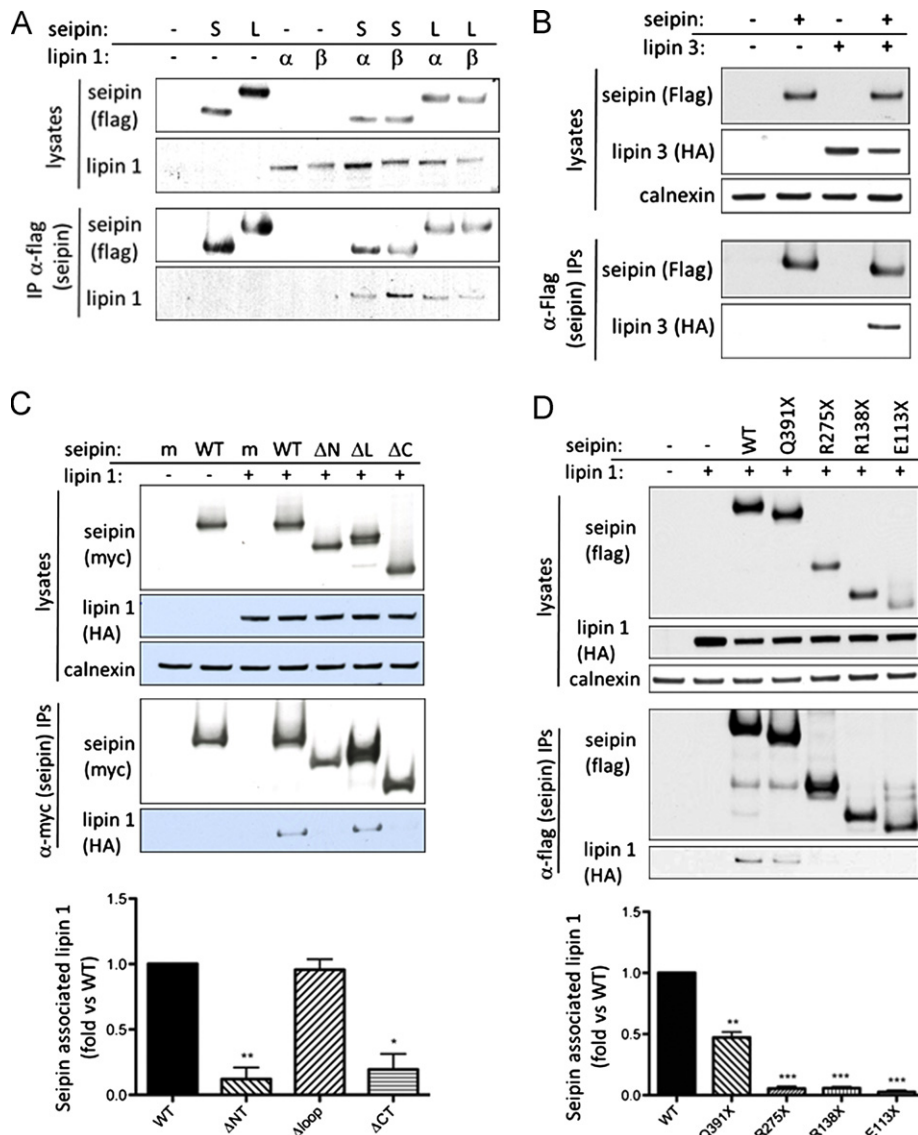 A
seipin: - S L - - S S L L
lipin 1: - - - α β α β α β
lysates
seipin
(flag)
lipin 1
IP α-flag
(seipin)
seipin
(flag)
lipin 1
B
seipin: - + - +
lipin 3: - - + +
lysates
seipin (Flag)
lipin 3 (HA)
calnexin
α-Flag
(seipin) IPs
seipin (Flag)
lipin 3 (HA)
C
seipin: m WT m WT ΔN ΔL ΔC
lipin 1: - - + + + + +
lysates
seipin
(myc)
lipin 1
(HA)
calnexin
α-myc (seipin) IPs
seipin
(myc)
lipin 1
(HA)
Seipin associated lipin 1
(fold vs WT)
1.5
1.0
0.5
0.0
** *
WT ΔNT Δloop ΔCT
D
seipin: - - WT Q391X R275X R138X E113X
lipin 1: - + + + + + +
lysates
seipin
(flag)
lipin 1
(HA)
calnexin
α-flag (seipin) IPs
seipin
(flag)
lipin 1
(HA)
Seipin associated lipin 1
(fold vs WT)
1.5
1.0
0.5
0.0
** *** *** ***
WT Q391X R275X R138X E113X